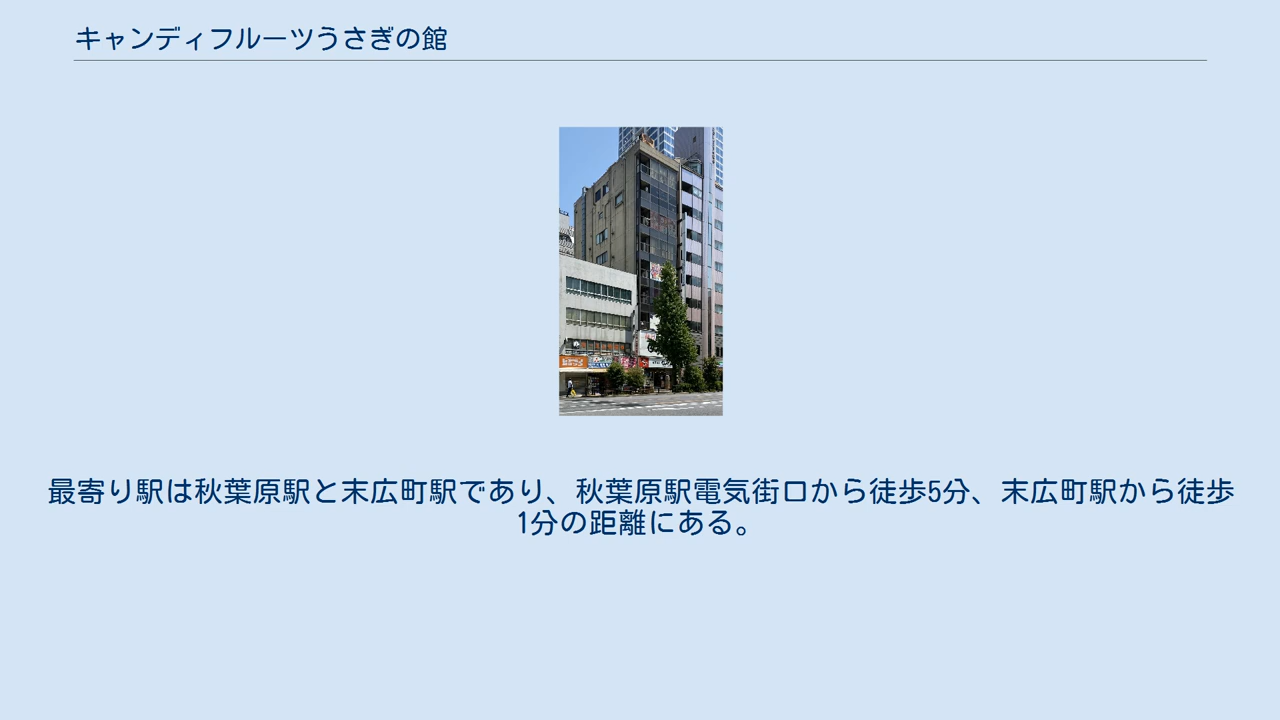 キャンディフルーツうさぎの館
最寄り駅は秋葉原駅と末広町駅であり、秋葉原駅電気街口から徒歩5分、末広町駅から徒歩
1分の距離にある。